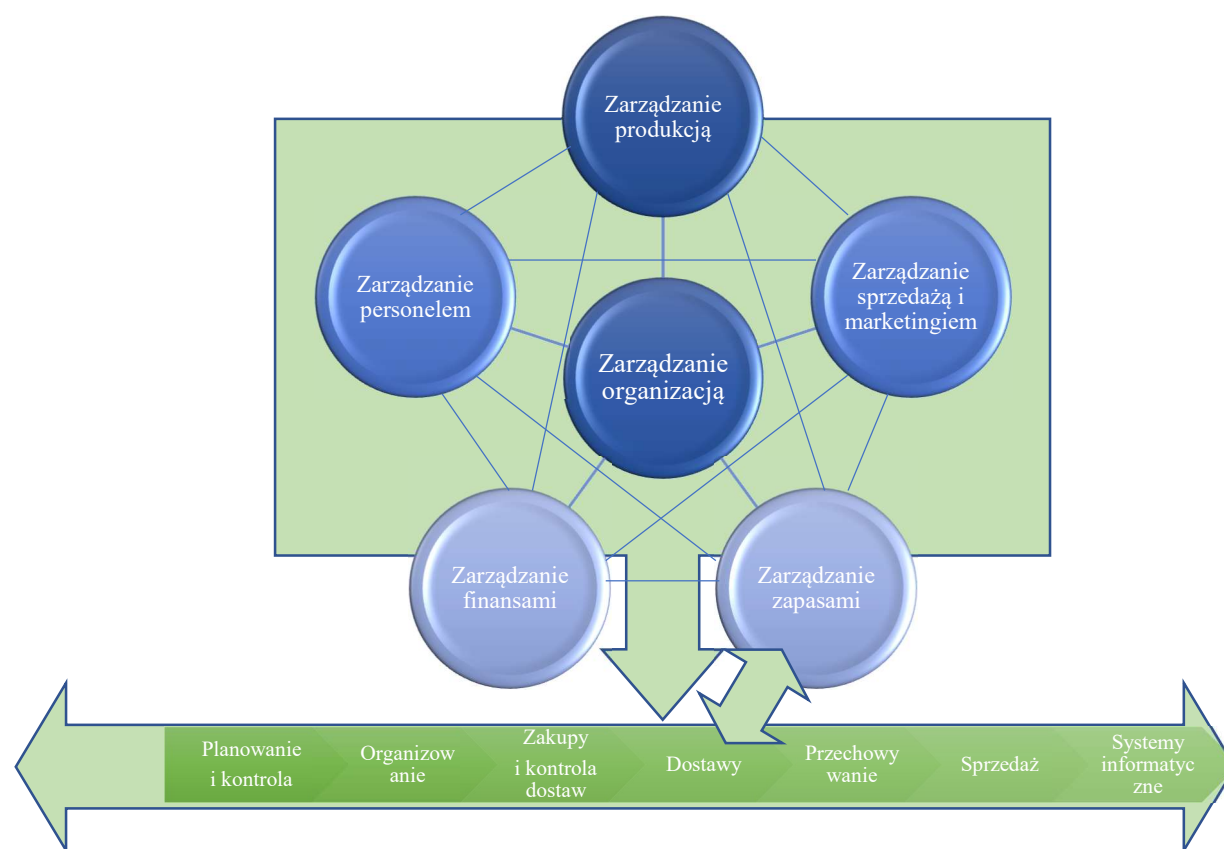 Zarządzanie
produkcją
Zarządzanie
personelem
Zarządzanie
sprzedażą i
marketingiem
Zarządzanie
organizacją
Zarządzanie
finansami
Zarządzanie
zapasami
Planowanie
i kontrola
Organizow
anie
Zakupy
i kontrola
dostaw
Dostawy
Przechowy
wanie
Sprzedaż
Systemy
informatyc
zne